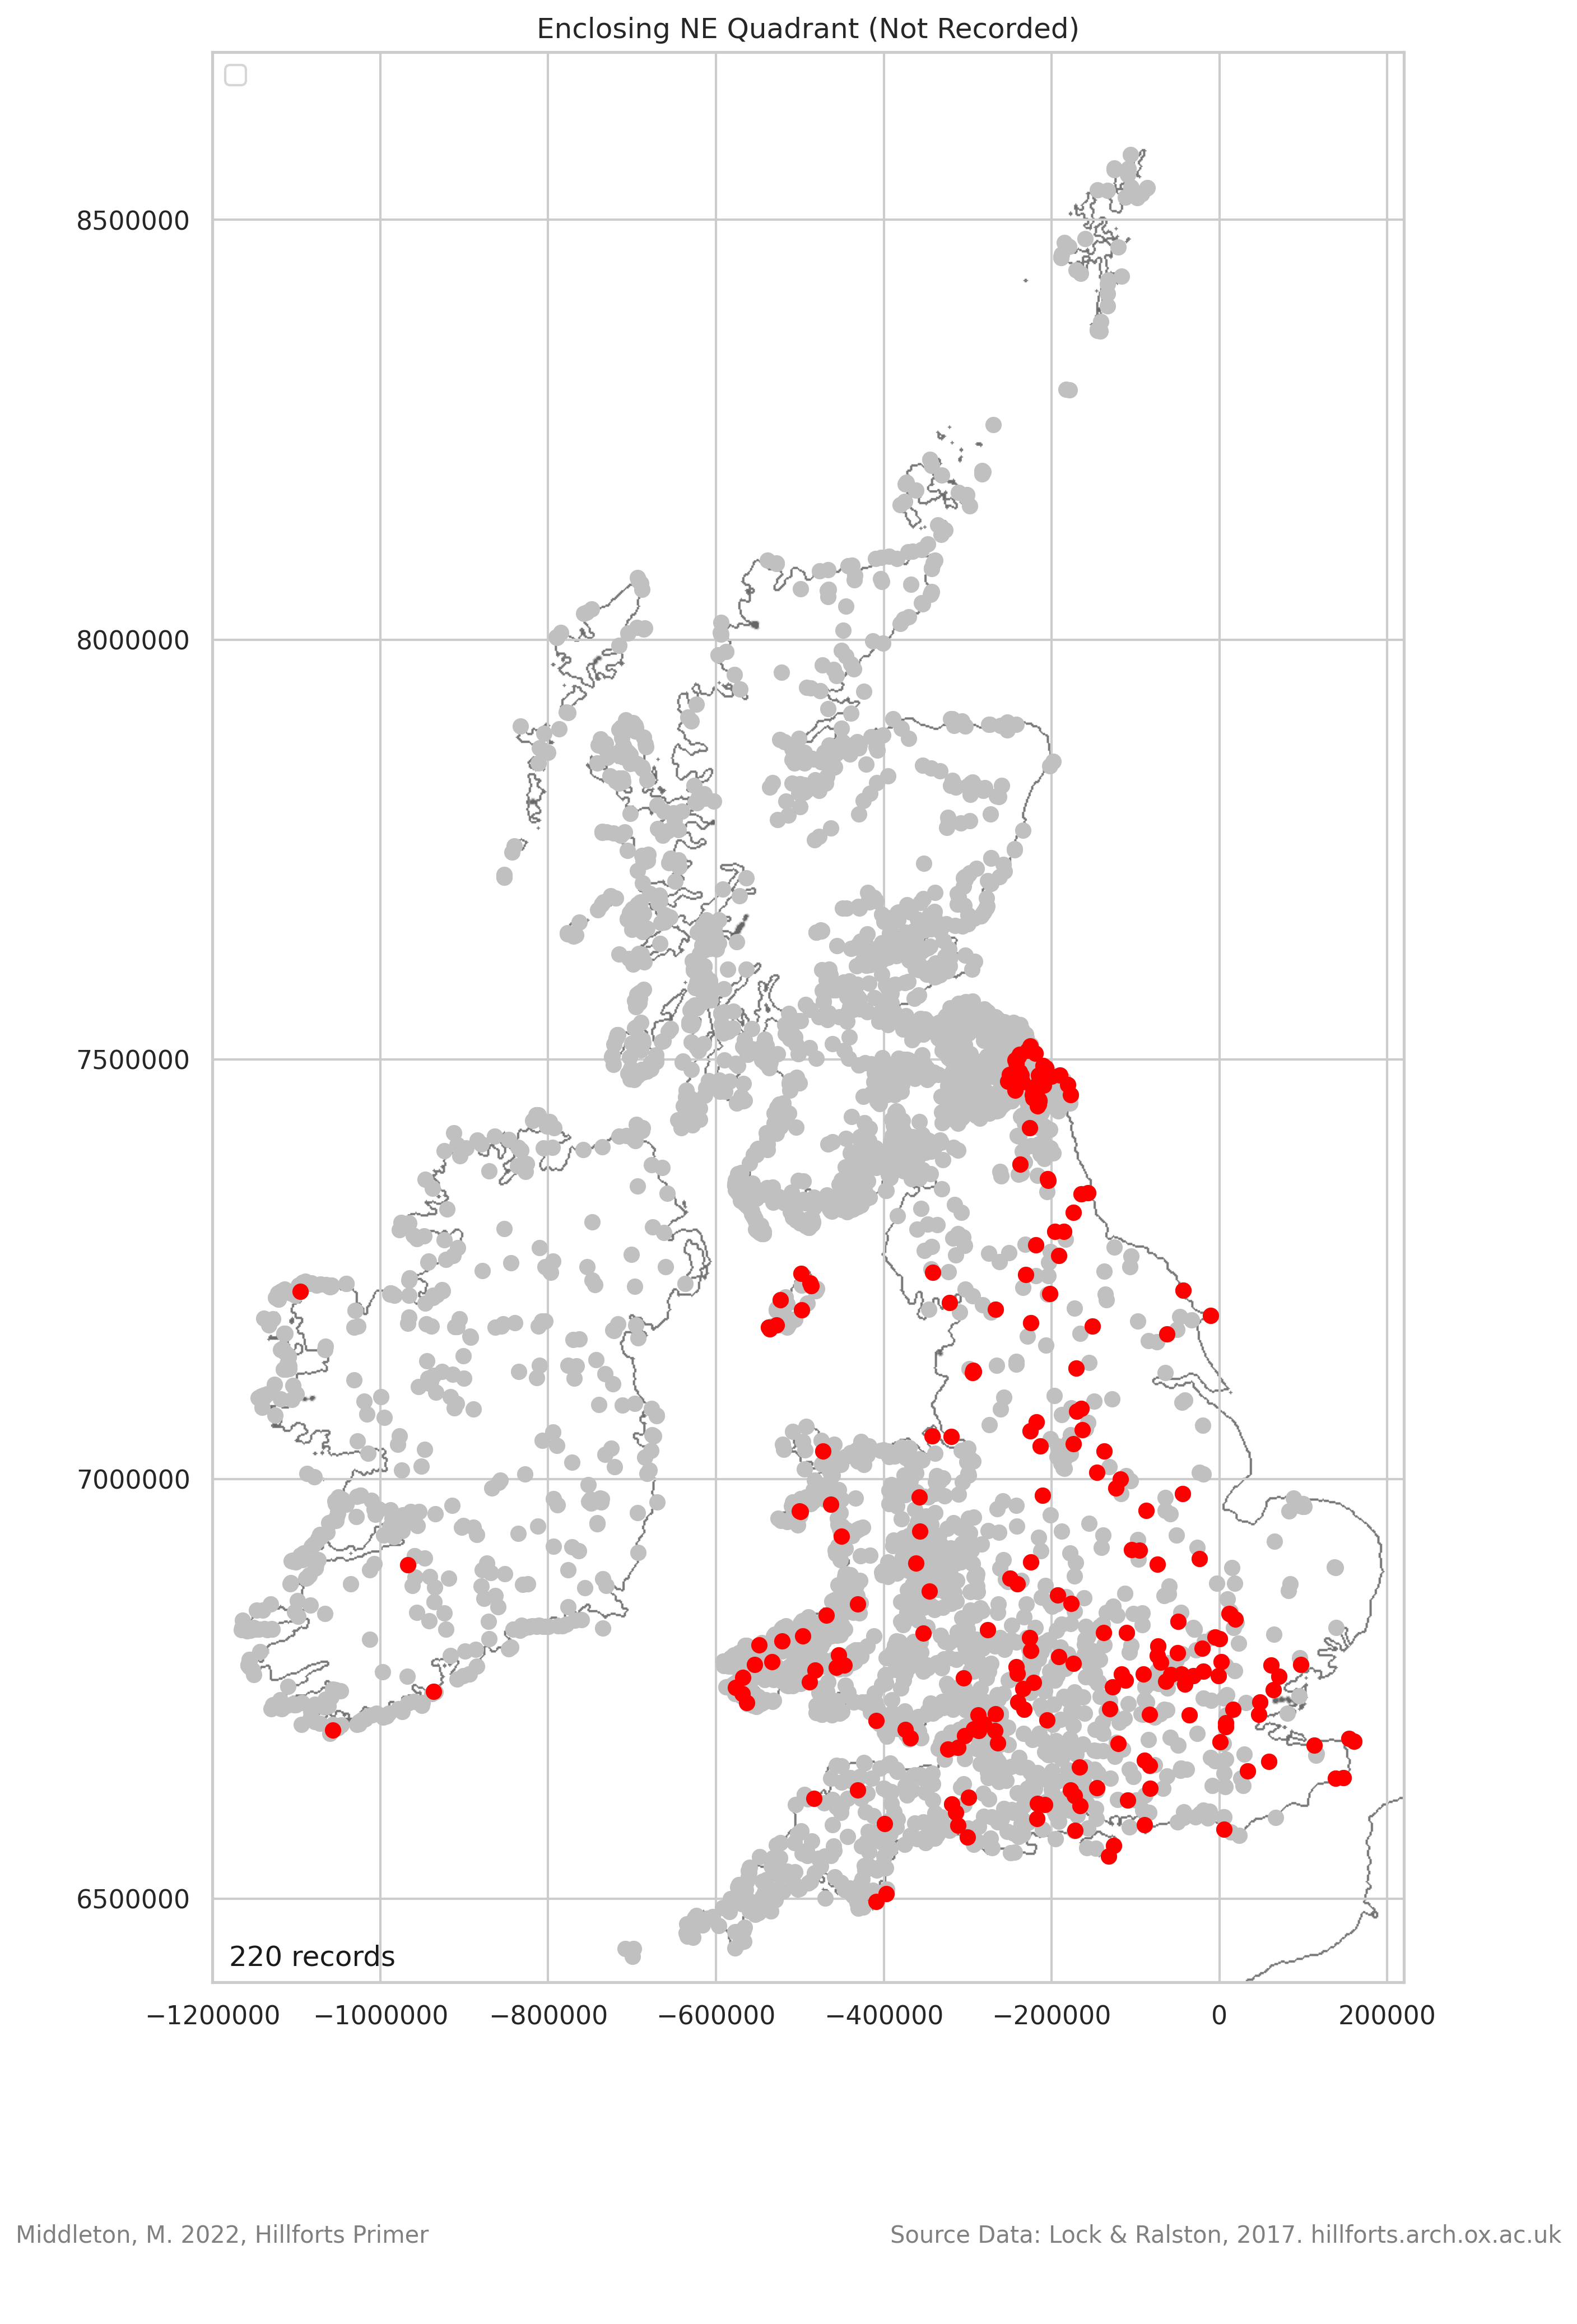 Enclosing NE Quadrant (Not Recorded)
8500000
8000000
7500000
7000000
6500000
220 records
−1200000 −1000000 −800000 −600000 −400000 −200000 0 200000
Middleton, M. 2022, Hillforts Primer
Source Data: Lock & Ralston, 2017. hillforts.arch.ox.ac.uk